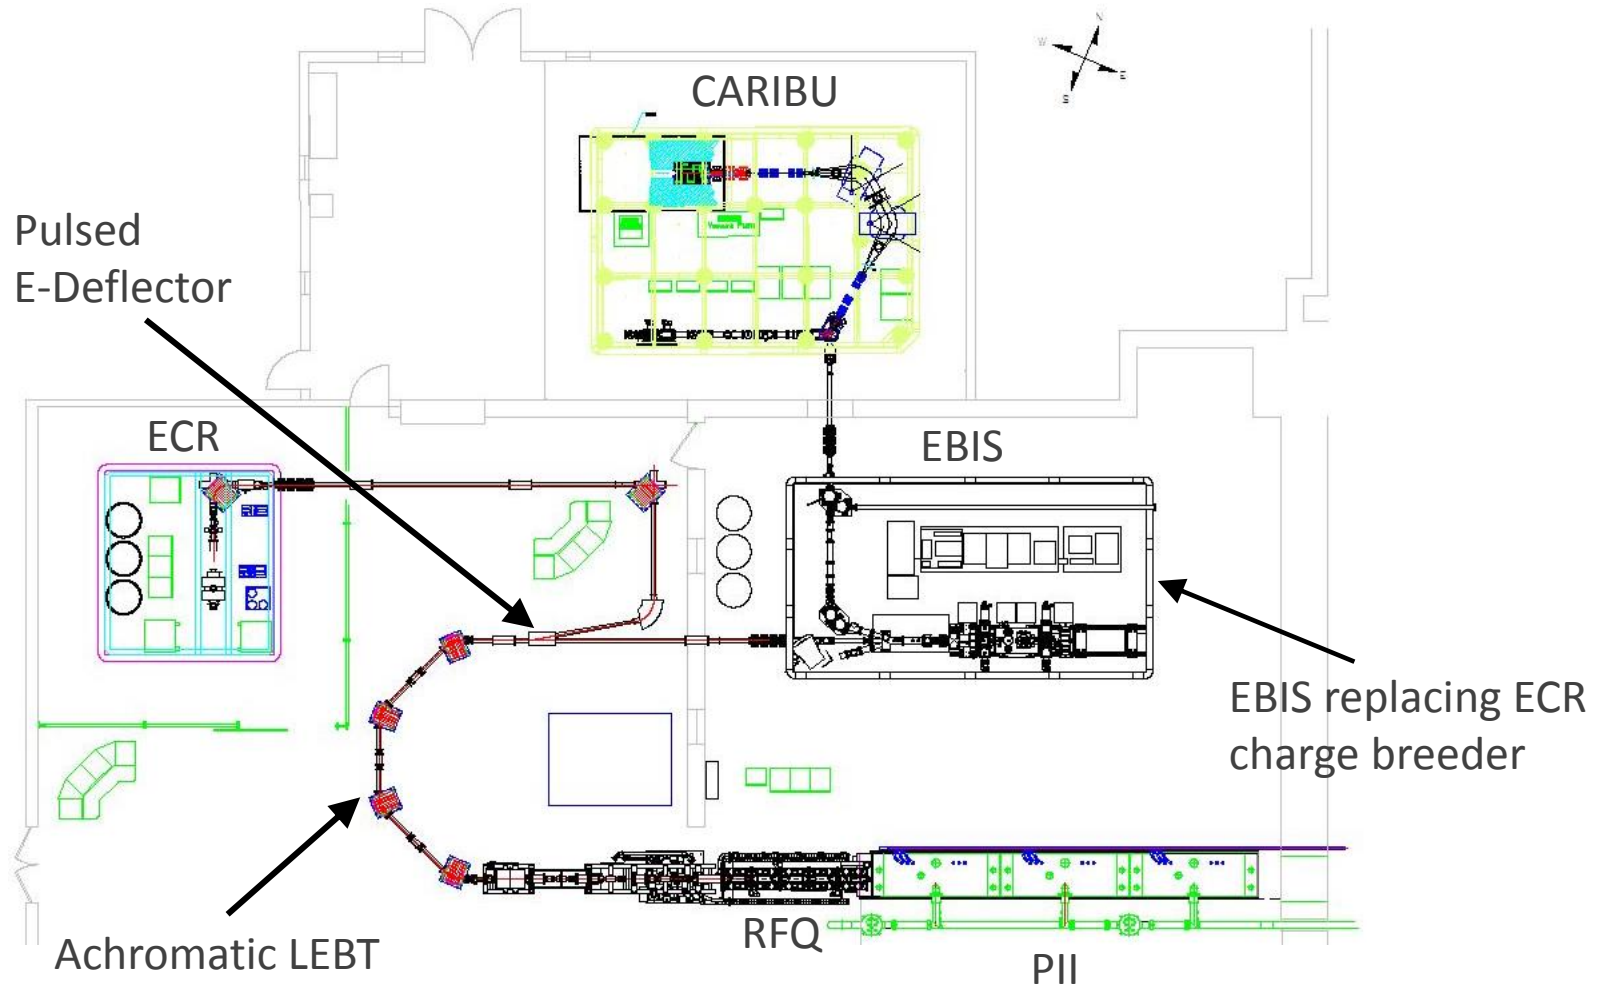 N
W
E
S
CARIBU
Pulsed
E-Deflector
ECR
EBIS
EBIS replacing ECR
charge breeder
Achromatic LEBT
RFQ
PII